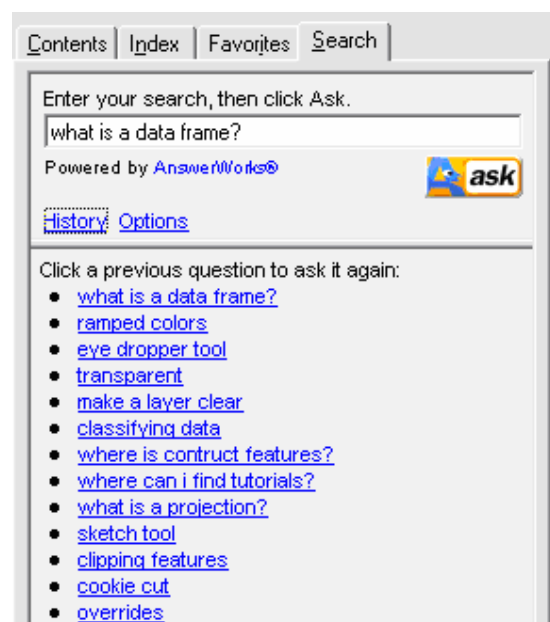 Contents Index Favorites Search
Enter your search, then click Ask.
what is a data frame?
Powered by AnswerWorks®
ask
History Options
Click a previous question to ask it again:
• what is a data frame?
• ramped colors
• eye dropper tool
• transparent
• make a layer clear
• classifying data
• where is contruct features?
• where can i find tutorials?
• what is a projection?
• sketch tool
• clipping features
• cookie cut
• overrides